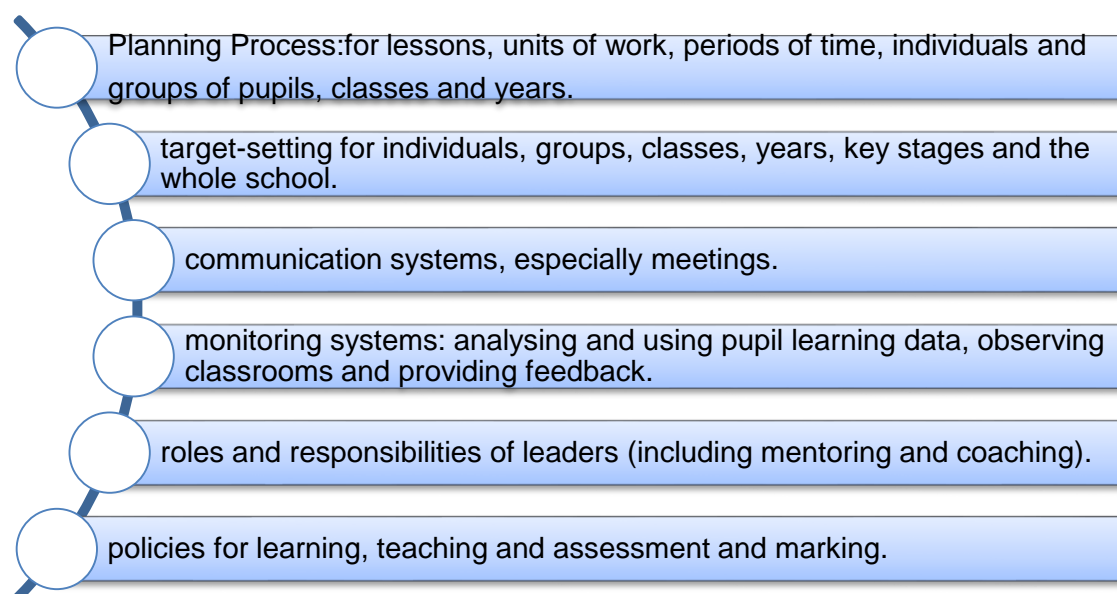 Planning Process:for lessons, units of work, periods of time, individuals and
groups of pupils, classes and years.
target-setting for individuals, groups, classes, years, key stages and the
whole school.
communication systems, especially meetings.
monitoring systems: analysing and using pupil learning data, observing
classrooms and providing feedback.
roles and responsibilities of leaders (including mentoring and coaching).
policies for learning, teaching and assessment and marking.